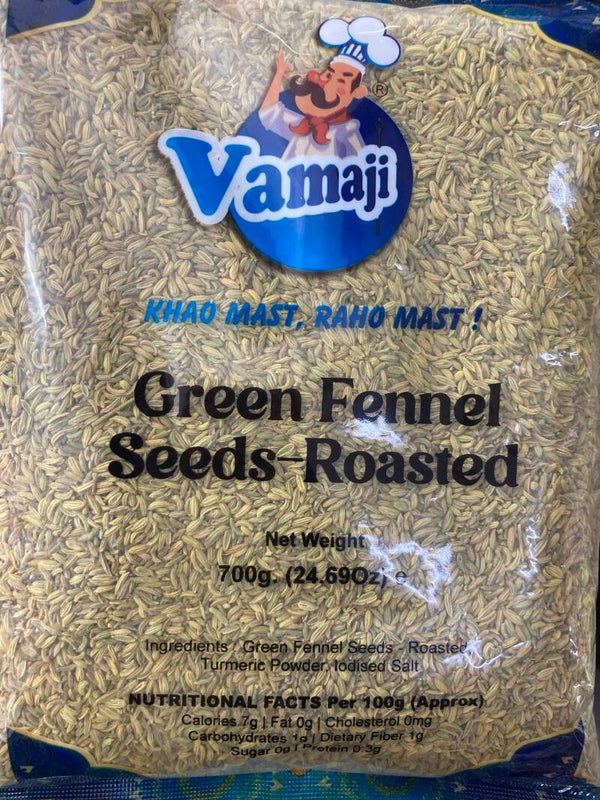 ®
Vamaji
KHAO MAST, RAHO MAST !
Green Fennel
Seeds-Roasted
Net Weight
700g. (24.69Oz) e
Ingredients : Green Fennel Seeds - Roasted,
Turmeric Powder, Iodised Salt
NUTRITIONAL FACTS Per 100g (Approx)
Calories 7g | Fat 0g | Cholesterol 0mg
Carbohydrates 1g | Dietary Fiber 1g
Sugar 0g | Protein 0.3g